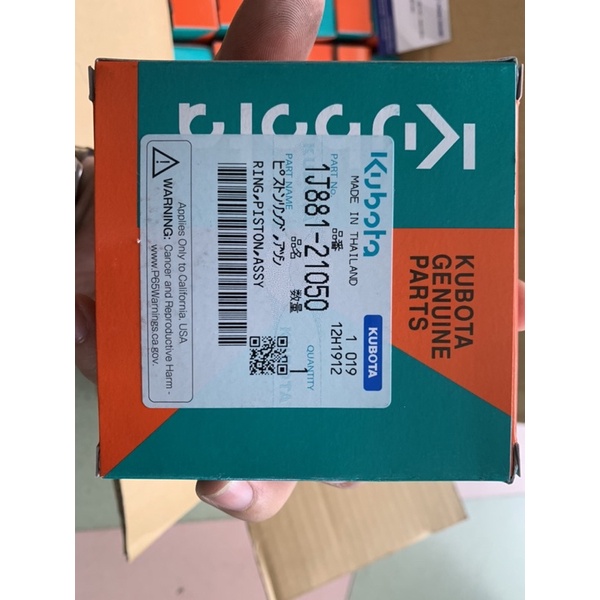 Kubota
KUBOTA
GENUINE
PARTS
Kubota
MADE IN THAILAND
1 019
12H1912
KUBOTA
PART No.
品番
1J881-21050
数量
QUANTITY
1
PART NAME
品名
ピストンリング,アツシ
RING,PISTON,ASSY
WARNING: Cancer and Reproductive Harm -
www.P65Warnings.ca.gov.
Applies Only to California, USA